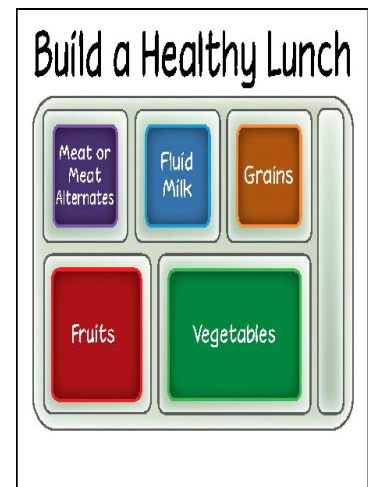 Build a Healthy Lunch
Meat or
Meat
Alternates
Fluid
Milk
Grains
Fruits
Vegetables